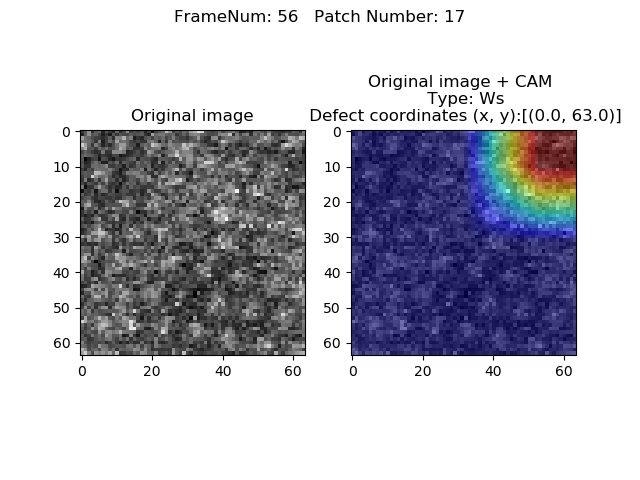 FrameNum: 56   Patch Number: 17
Original image
0
10
20
30
40
50
60
0 20 40 60
Original image + CAM
Type: Ws
Defect coordinates (x, y):[(0.0, 63.0)]
0
10
20
30
40
50
60
0 20 40 60